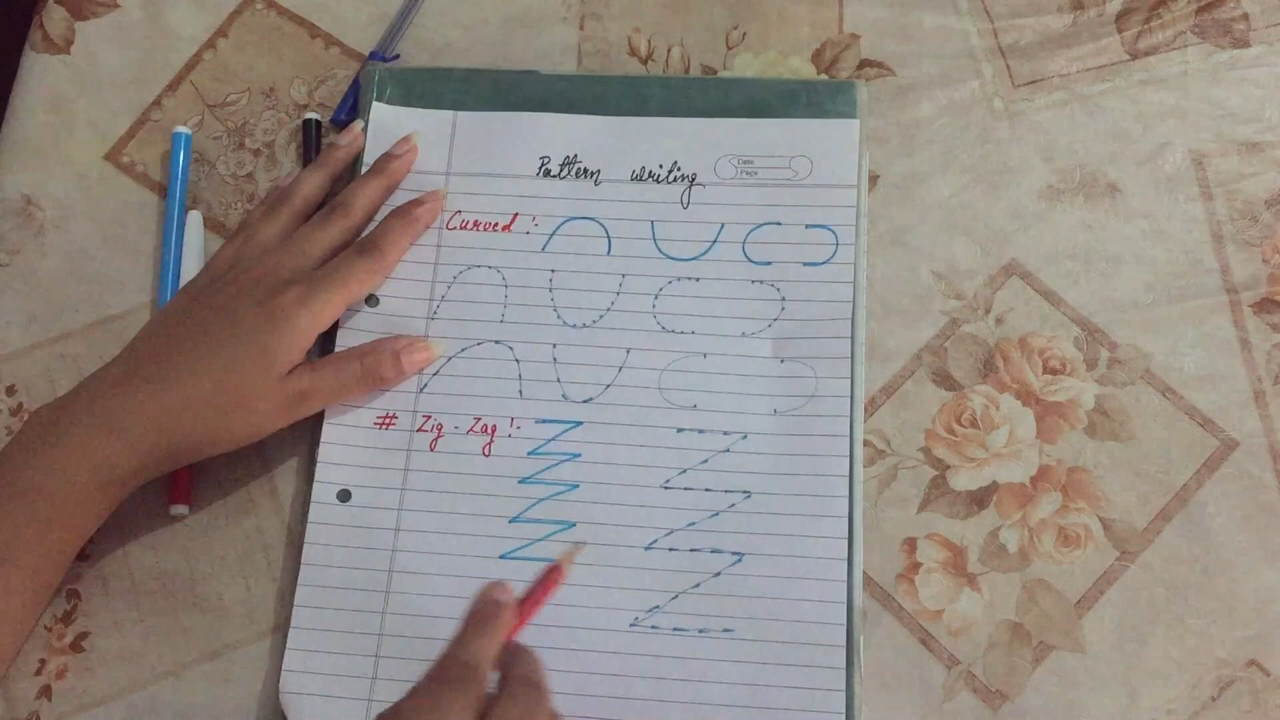 Pattern writing
Date
Page
Curved :-
# Zig - Zag :-